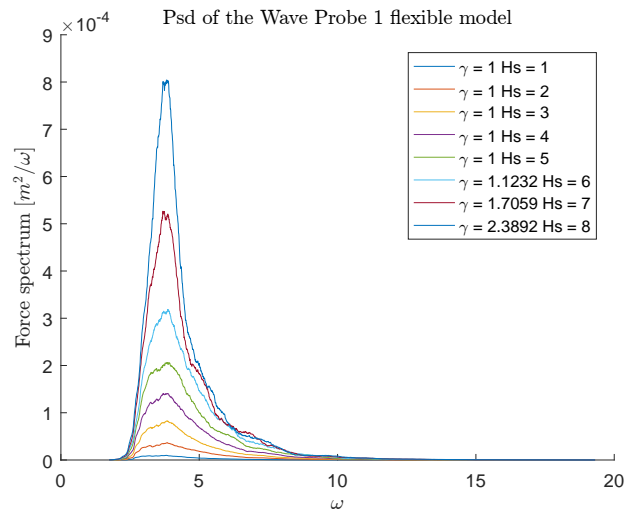 Psd of the Wave Probe 1 flexible model
×10⁻⁴
9
8
7
6
5
4
3
2
1
0
Force spectrum [m²/ω]
γ = 1 Hs = 1
γ = 1 Hs = 2
γ = 1 Hs = 3
γ = 1 Hs = 4
γ = 1 Hs = 5
γ = 1.1232 Hs = 6
γ = 1.7059 Hs = 7
γ = 2.3892 Hs = 8
0 5 10 15 20
ω